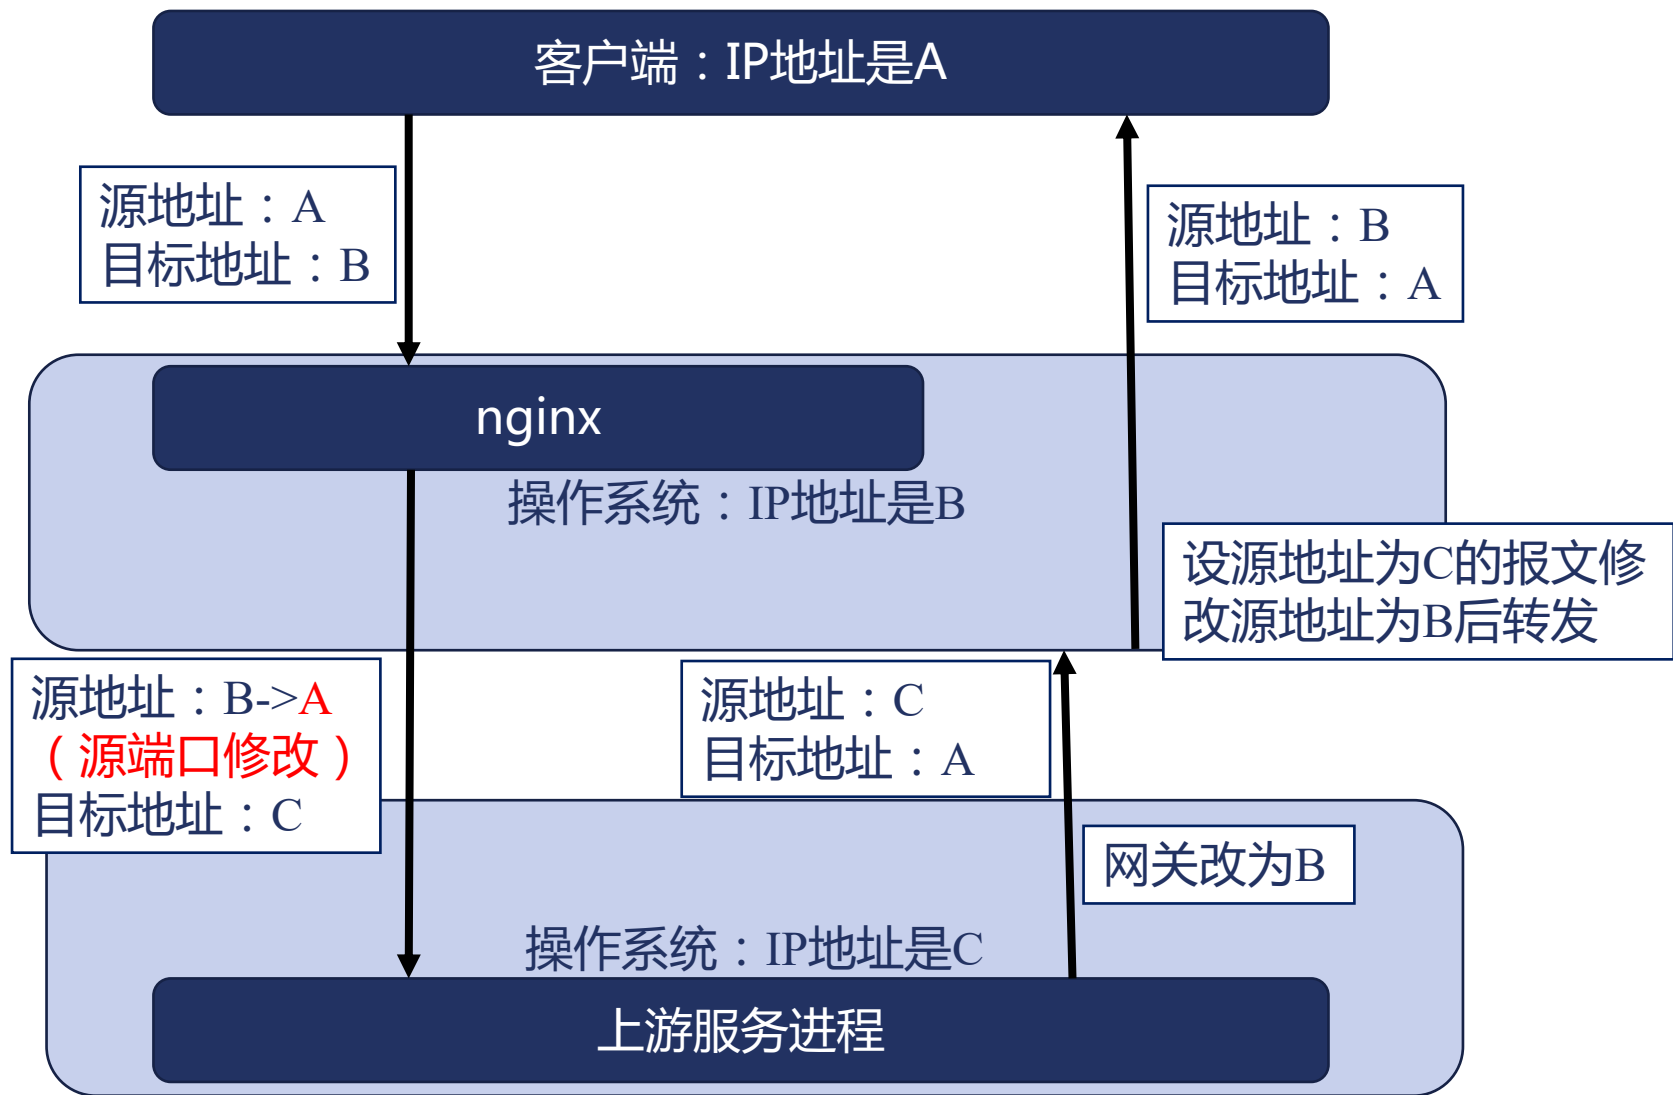 客户端：IP地址是A
源地址：A
目标地址：B
源地址：B
目标地址：A
nginx
操作系统：IP地址是B
设源地址为C的报文修
改源地址为B后转发
源地址：B->A
（源端口修改）
目标地址：C
源地址：C
目标地址：A
网关改为B
操作系统：IP地址是C
上游服务进程